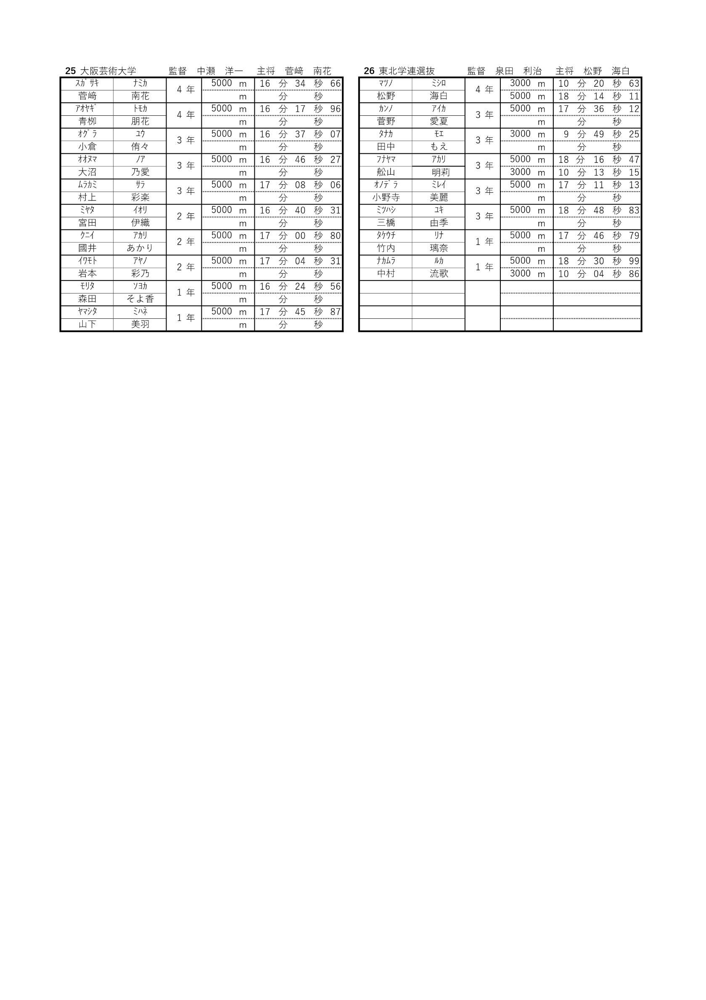 25 大阪芸術大学 監督 中瀬 洋一 主将 菅﨑 南花
ｽｶﾞｻｷ ﾅﾐｶ 4 年 5000 m 16 分 34 秒 66
菅﨑 南花 m 分 秒
ｱｵﾔｷﾞ ﾄﾓｶ 4 年 5000 m 16 分 17 秒 96
青栁 朋花 m 分 秒
ｵｸﾞﾗ ﾕｳ 3 年 5000 m 16 分 37 秒 07
小倉 侑々 m 分 秒
ｵｵﾇﾏ ﾉｱ 3 年 5000 m 16 分 46 秒 27
大沼 乃愛 m 分 秒
ﾑﾗｶﾐ ｻﾗ 3 年 5000 m 17 分 08 秒 06
村上 彩楽 m 分 秒
ﾐﾔﾀ ｲｵﾘ 2 年 5000 m 16 分 40 秒 31
宮田 伊織 m 分 秒
ｸﾆｲ ｱｶﾘ 2 年 5000 m 17 分 00 秒 80
國井 あかり m 分 秒
ｲﾜﾓﾄ ｱﾔﾉ 2 年 5000 m 17 分 04 秒 31
岩本 彩乃 m 分 秒
ﾓﾘﾀ ｿﾖｶ 1 年 5000 m 16 分 24 秒 56
森田 そよ香 m 分 秒
ﾔﾏｼﾀ ﾐﾊﾈ 1 年 5000 m 17 分 45 秒 87
山下 美羽 m 分 秒
26 東北学連選抜 監督 泉田 利治 主将 松野 海白
ﾏﾂﾉ ﾐｼﾛ 4 年 3000 m 10 分 20 秒 63
松野 海白 5000 m 18 分 14 秒 11
ｶﾝﾉ ｱｲｶ 3 年 5000 m 17 分 36 秒 12
菅野 愛夏 m 分 秒
ﾀﾅｶ ﾓｴ 3 年 3000 m 9 分 49 秒 25
田中 もえ m 分 秒
ﾌﾅﾔﾏ ｱｶﾘ 3 年 5000 m 18 分 16 秒 47
舩山 明莉 3000 m 10 分 13 秒 15
ｵﾉﾃﾞﾗ ﾐﾚｲ 3 年 5000 m 17 分 11 秒 13
小野寺 美麗 m 分 秒
ﾐﾂﾊｼ ﾕｷ 3 年 5000 m 18 分 48 秒 83
三橋 由季 m 分 秒
ﾀｹｳﾁ ﾘﾅ 1 年 5000 m 17 分 46 秒 79
竹内 璃奈 m 分 秒
ﾅｶﾑﾗ ﾙｶ 1 年 5000 m 18 分 30 秒 99
中村 流歌 3000 m 10 分 04 秒 86